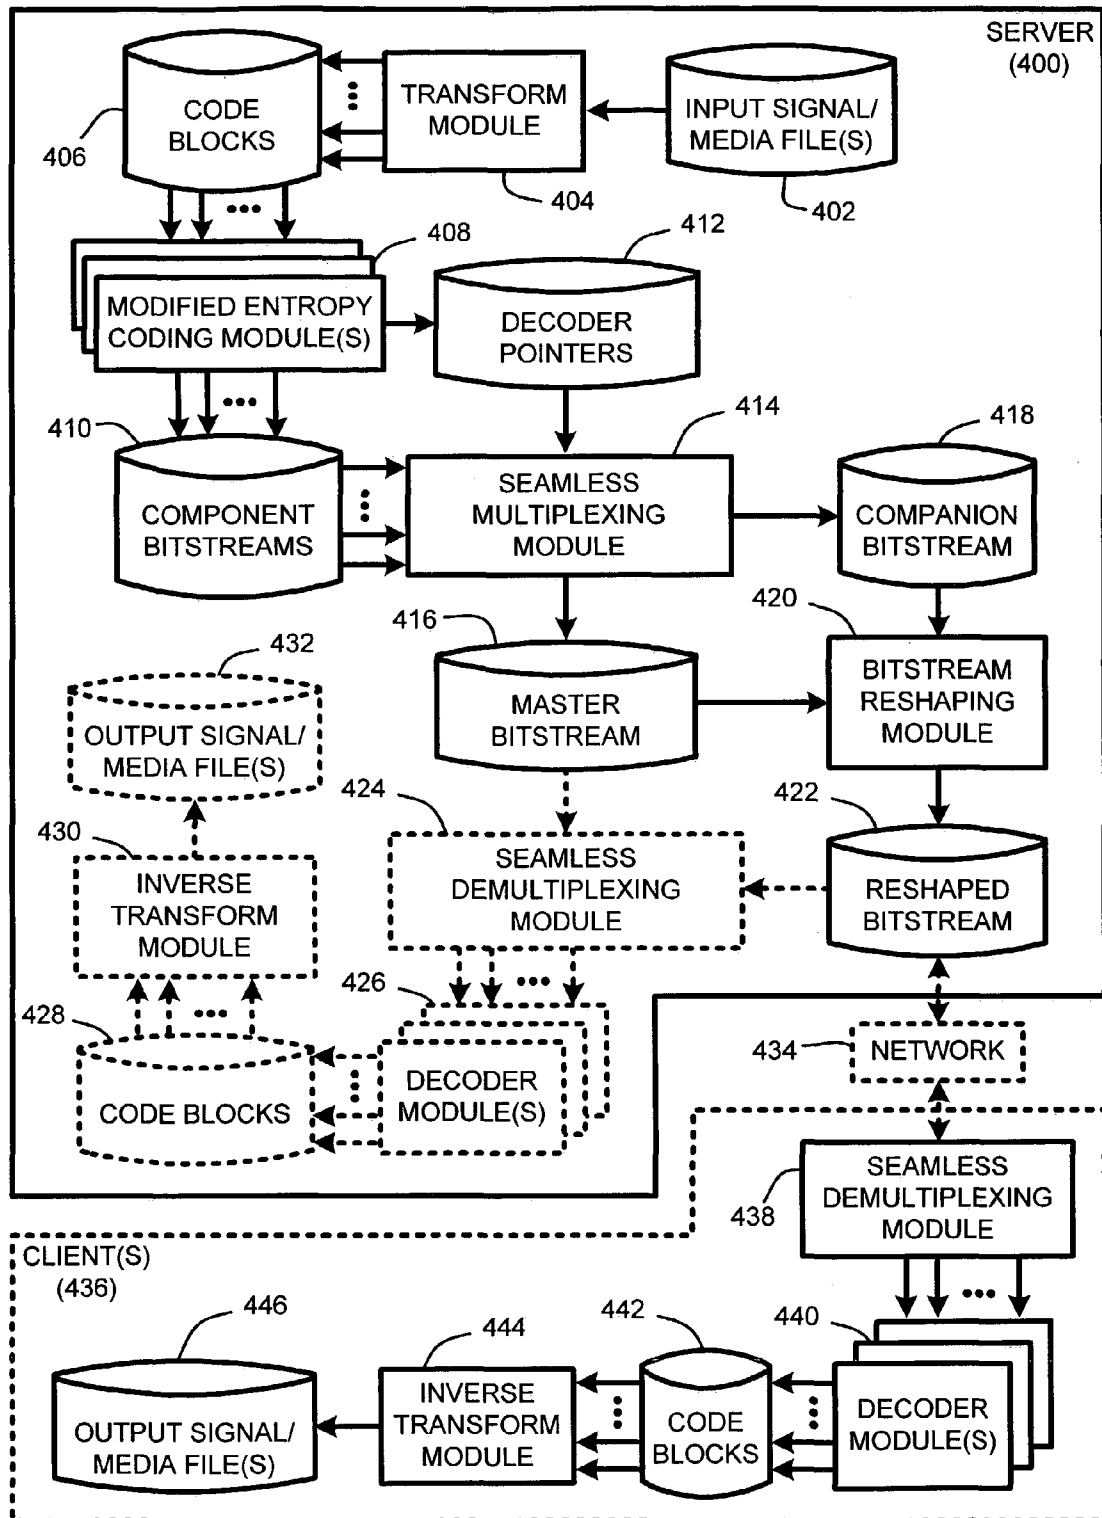 SERVER
(400)
CODE
BLOCKS
406
TRANSFORM
MODULE
404
INPUT SIGNAL/
MEDIA FILE(S)
402
408
MODIFIED ENTROPY
CODING MODULE(S)
412
DECODER
POINTERS
410
COMPONENT
BITSTREAMS
414
SEAMLESS
MULTIPLEXING
MODULE
418
COMPANION
BITSTREAM
416
MASTER
BITSTREAM
420
BITSTREAM
RESHAPING
MODULE
432
OUTPUT SIGNAL/
MEDIA FILE(S)
424
SEAMLESS
DEMULTIPLEXING
MODULE
422
RESHAPED
BITSTREAM
430
INVERSE
TRANSFORM
MODULE
426
DECODER
MODULE(S)
428
CODE BLOCKS
434
NETWORK
438
SEAMLESS
DEMULTIPLEXING
MODULE
CLIENT(S)
(436)
440
DECODER
MODULE(S)
442
CODE
BLOCKS
444
INVERSE
TRANSFORM
MODULE
446
OUTPUT SIGNAL/
MEDIA FILE(S)